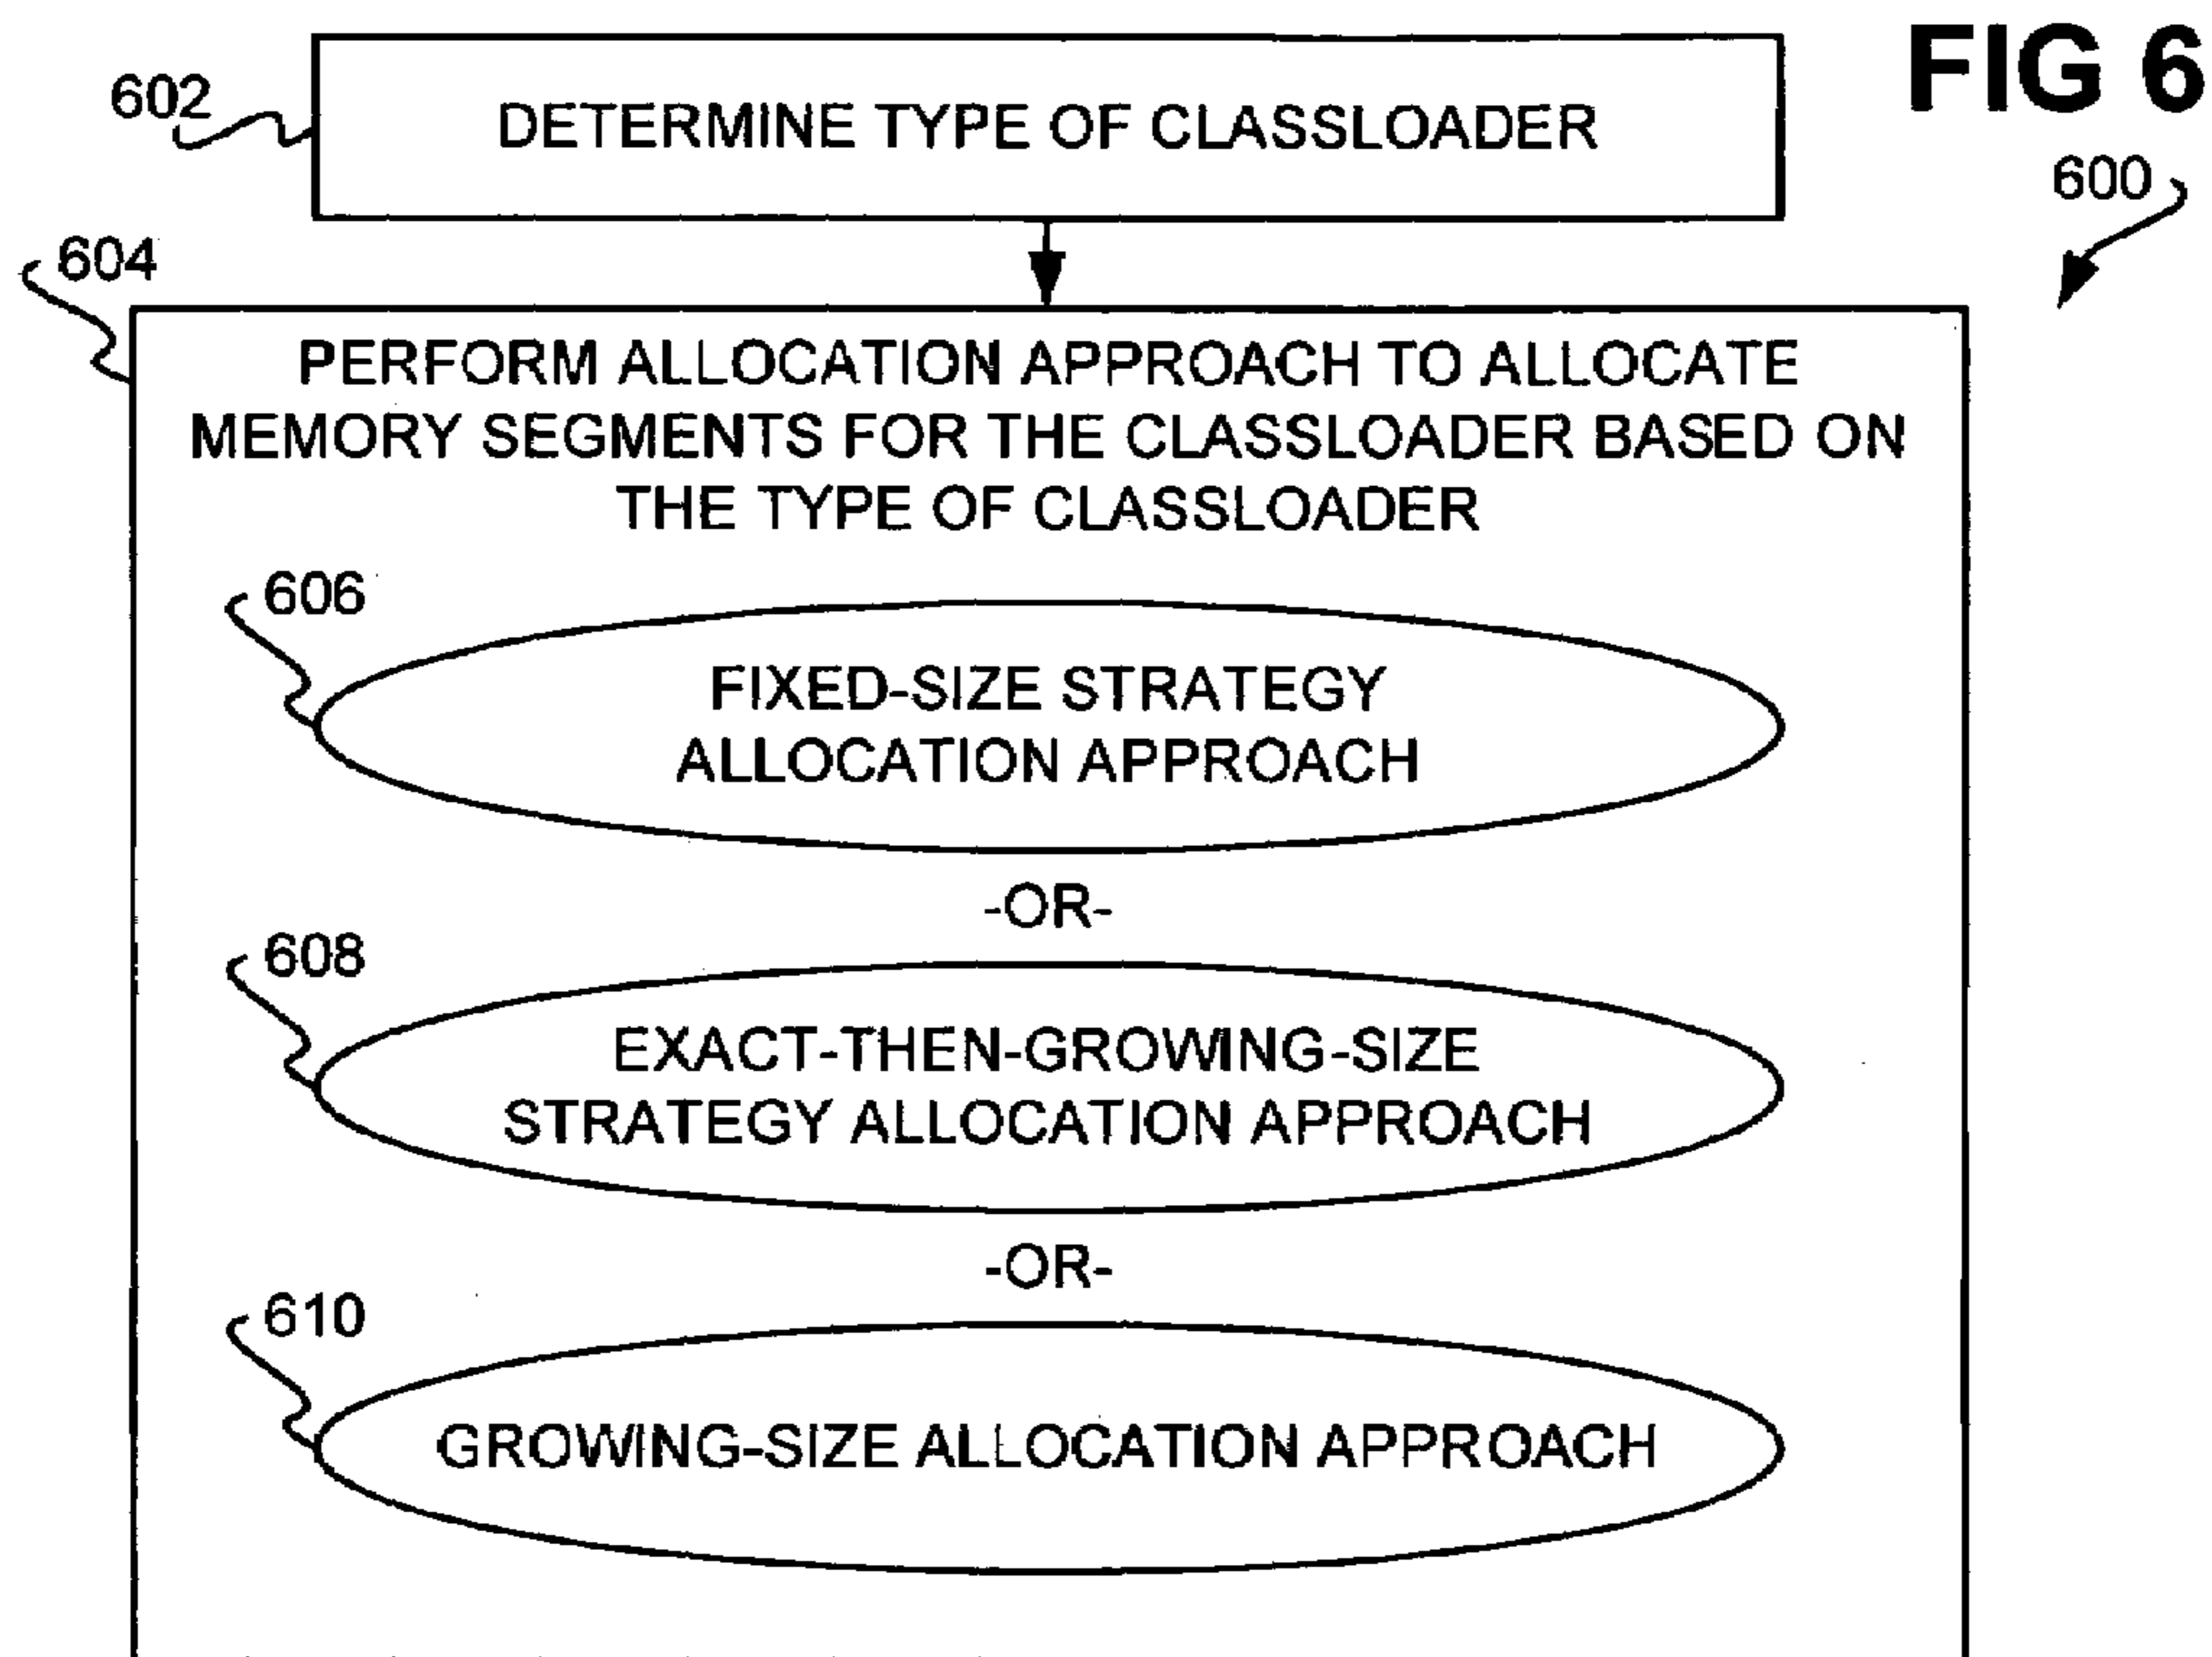 FIG 6
602
DETERMINE TYPE OF CLASSLOADER
600
604
PERFORM ALLOCATION APPROACH TO ALLOCATE
MEMORY SEGMENTS FOR THE CLASSLOADER BASED ON
THE TYPE OF CLASSLOADER
606
FIXED-SIZE STRATEGY
ALLOCATION APPROACH
-OR-
608
EXACT-THEN-GROWING-SIZE
STRATEGY ALLOCATION APPROACH
-OR-
610
GROWING-SIZE ALLOCATION APPROACH